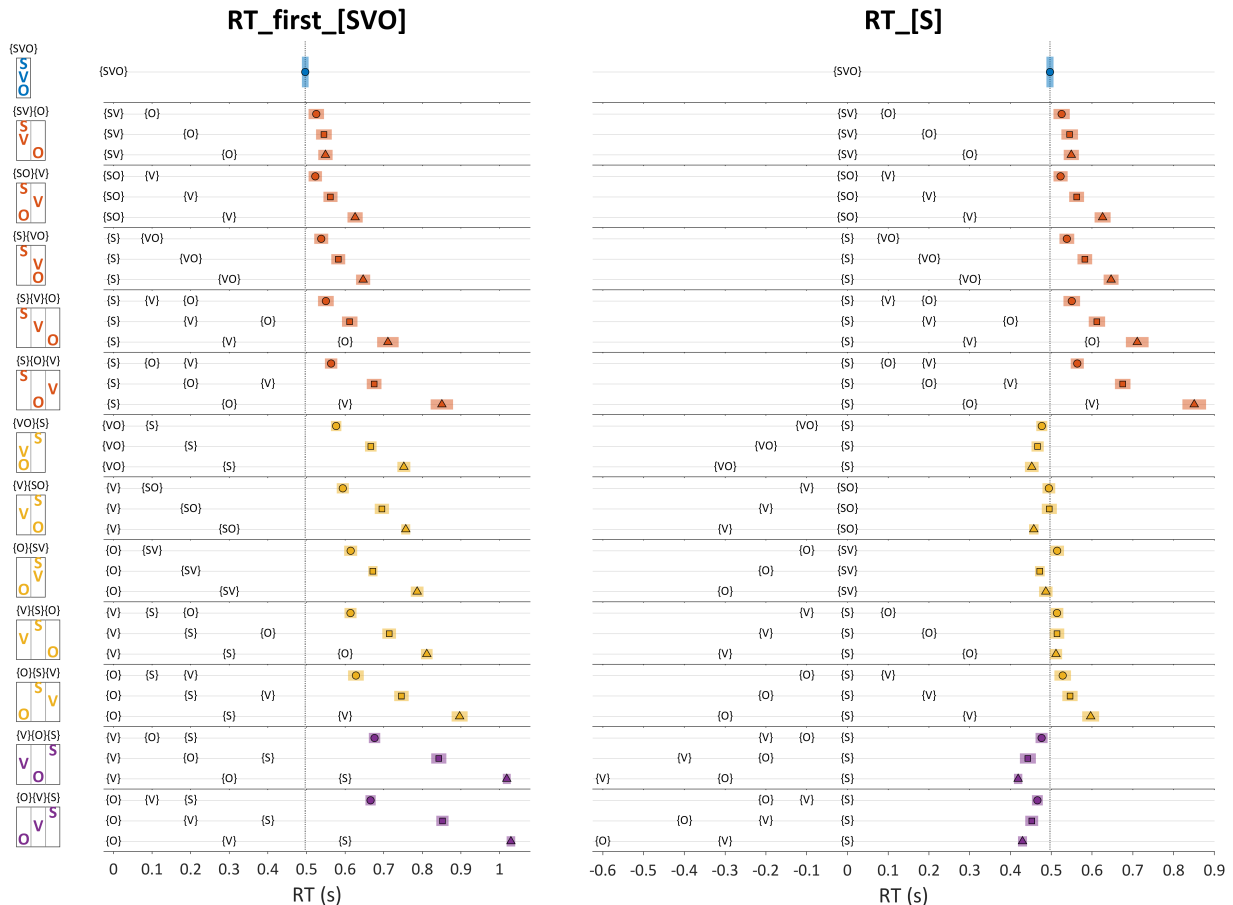 RT_first_[SVO] RT_[S]
{SVO}
S
V
O
{SVO} {SVO}
{SV}{O}
S
V
O
{SV} {O} {SV} {O}
{SV} {O} {SV} {O}
{SV} {O} {SV} {O}
{SO}{V}
S
V
O
{SO} {V} {SO} {V}
{SO} {V} {SO} {V}
{SO} {V} {SO} {V}
{S}{VO}
S
V
O
{S} {VO} {S} {VO}
{S} {VO} {S} {VO}
{S} {VO} {S} {VO}
{S}{V}{O}
S
V
O
{S} {V} {O} {S} {V} {O}
{S} {V} {O} {S} {V} {O}
{S} {V} {O} {S} {V} {O}
{S}{O}{V}
S
V
O
{S} {O} {V} {S} {O} {V}
{S} {O} {V} {S} {O} {V}
{S} {O} {V} {S} {O} {V}
{VO}{S}
S
V
O
{VO} {S} {VO} {S}
{VO} {S} {VO} {S}
{VO} {S} {VO} {S}
{V}{SO}
S
V
O
{V} {SO} {V} {SO}
{V} {SO} {V} {SO}
{V} {SO} {V} {SO}
{O}{SV}
S
V
O
{O} {SV} {O} {SV}
{O} {SV} {O} {SV}
{O} {SV} {O} {SV}
{V}{S}{O}
S
V
O
{V} {S} {O} {V} {S} {O}
{V} {S} {O} {V} {S} {O}
{V} {S} {O} {V} {S} {O}
{O}{S}{V}
S
V
O
{O} {S} {V} {O} {S} {V}
{O} {S} {V} {O} {S} {V}
{O} {S} {V} {O} {S} {V}
{V}{O}{S}
S
V
O
{V} {O} {S} {V} {O} {S}
{V} {O} {S} {V} {O} {S}
{V} {O} {S} {V} {O} {S}
{O}{V}{S}
S
V
O
{O} {V} {S} {O} {V} {S}
{O} {V} {S} {O} {V} {S}
{O} {V} {S} {O} {V} {S}
0 0.1 0.2 0.3 0.4 0.5 0.6 0.7 0.8 0.9 1 -0.6 -0.5 -0.4 -0.3 -0.2 -0.1 0 0.1 0.2 0.3 0.4 0.5 0.6 0.7 0.8 0.9
RT (s) RT (s)